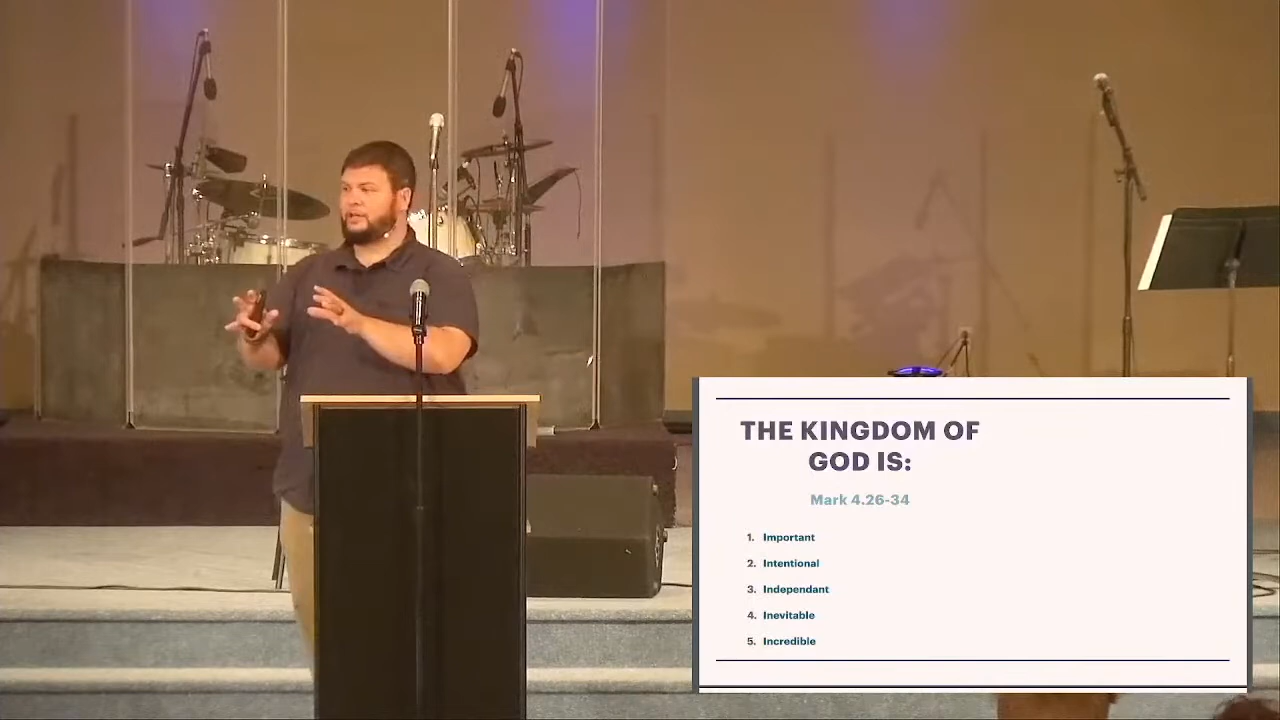 THE KINGDOM OF
GOD IS:
Mark 4.26-34
1. Important
2. Intentional
3. Independant
4. Inevitable
5. Incredible